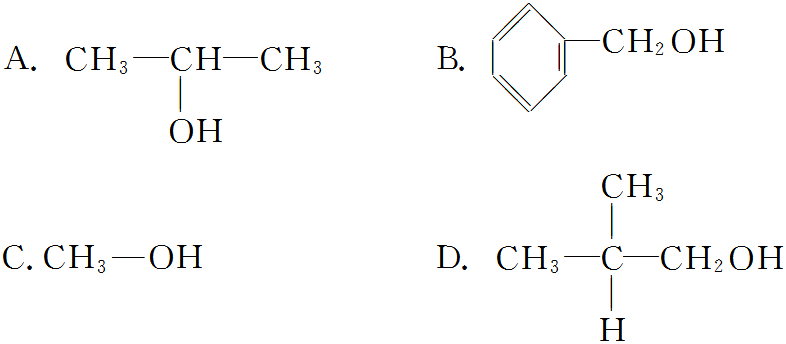 A. CH₃—CH—CH₃
OH
B. CH₂OH
C. CH₃—OH
D. CH₃—C—CH₂OH
CH₃
H